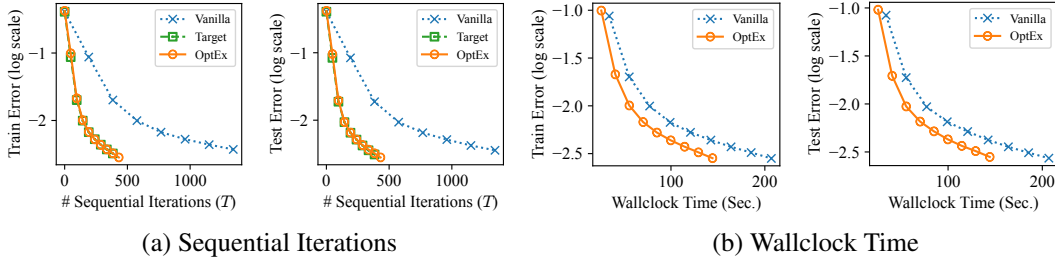 Train Error (log scale)
−1
−2
0
500
1000
# Sequential Iterations (T)
Vanilla
Target
OptEx
Test Error (log scale)
−1
−2
0
500
1000
# Sequential Iterations (T)
Vanilla
Target
OptEx
(a) Sequential Iterations
Train Error (log scale)
−1.0
−1.5
−2.0
−2.5
100
200
Wallclock Time (Sec.)
Vanilla
OptEx
Test Error (log scale)
−1.0
−1.5
−2.0
−2.5
100
200
Wallclock Time (Sec.)
Vanilla
OptEx
(b) Wallclock Time